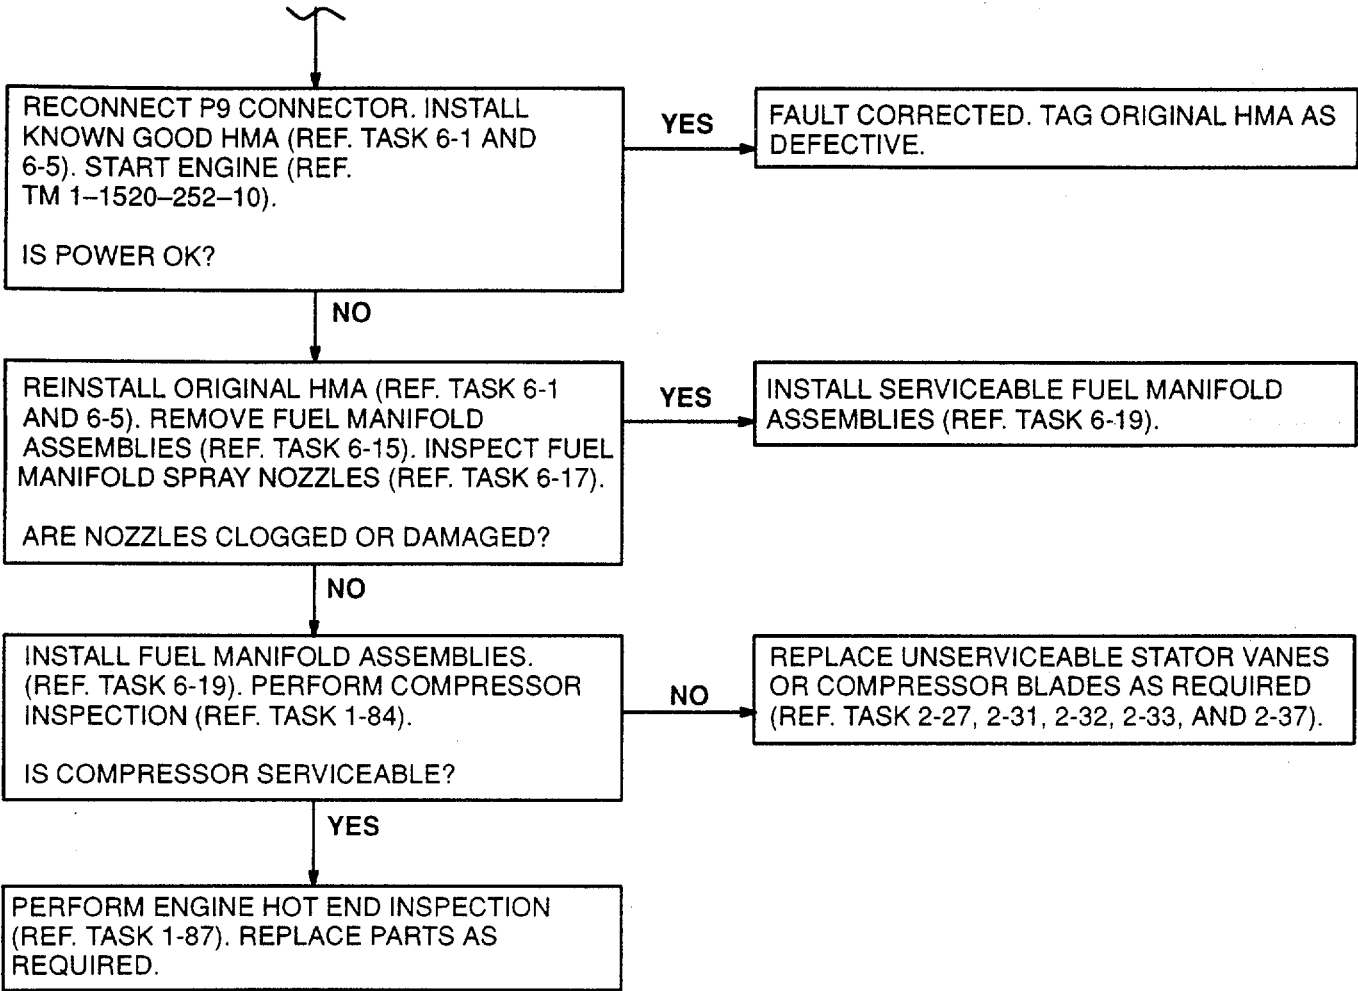 RECONNECT P9 CONNECTOR. INSTALL
KNOWN GOOD HMA (REF. TASK 6-1 AND
6-5). START ENGINE (REF.
TM 1–1520–252–10).
IS POWER OK?
YES
FAULT CORRECTED. TAG ORIGINAL HMA AS
DEFECTIVE.
NO
REINSTALL ORIGINAL HMA (REF. TASK 6-1
AND 6-5). REMOVE FUEL MANIFOLD
ASSEMBLIES (REF. TASK 6-15). INSPECT FUEL
MANIFOLD SPRAY NOZZLES (REF. TASK 6-17).
ARE NOZZLES CLOGGED OR DAMAGED?
YES
INSTALL SERVICEABLE FUEL MANIFOLD
ASSEMBLIES (REF. TASK 6-19).
NO
INSTALL FUEL MANIFOLD ASSEMBLIES.
(REF. TASK 6-19). PERFORM COMPRESSOR
INSPECTION (REF. TASK 1-84).
IS COMPRESSOR SERVICEABLE?
NO
REPLACE UNSERVICEABLE STATOR VANES
OR COMPRESSOR BLADES AS REQUIRED
(REF. TASK 2-27, 2-31, 2-32, 2-33, AND 2-37).
YES
PERFORM ENGINE HOT END INSPECTION
(REF. TASK 1-87). REPLACE PARTS AS
REQUIRED.